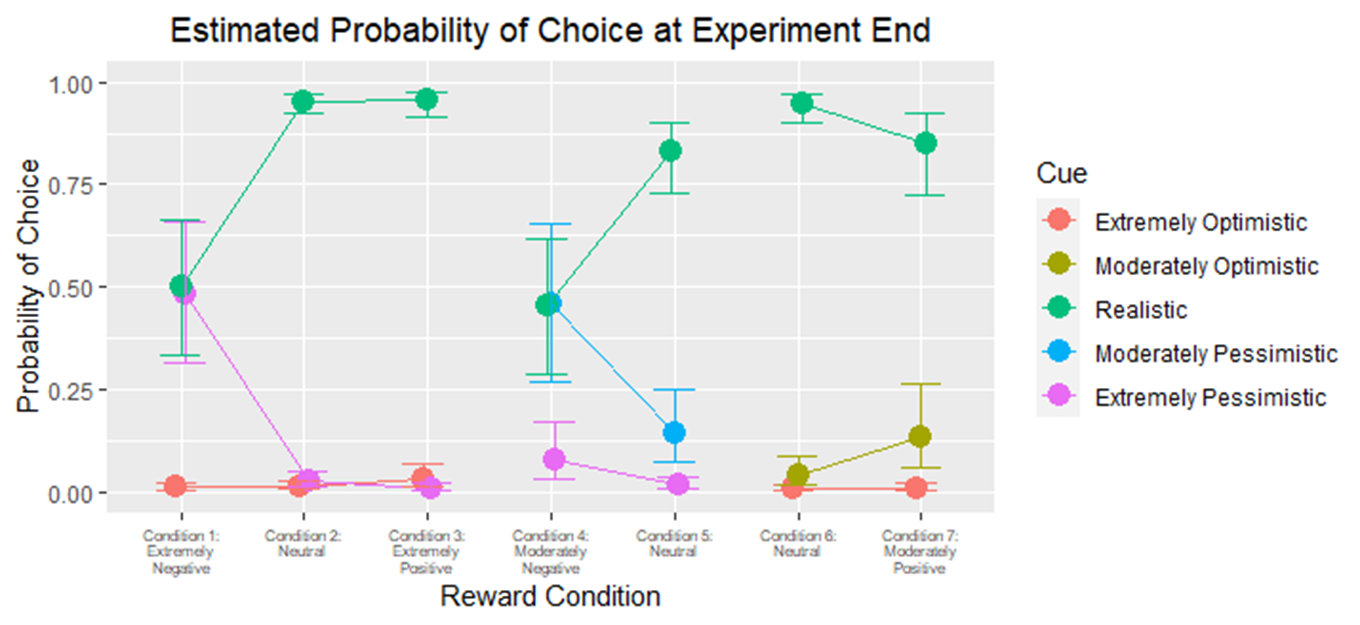 Estimated Probability of Choice at Experiment End
Probability of Choice
1.00
0.75
0.50
0.25
0.00
Condition 1:
Extremely
Negative
Condition 2:
Neutral
Condition 3:
Extremely
Positive
Condition 4:
Moderately
Negative
Condition 5:
Neutral
Condition 6:
Neutral
Condition 7:
Moderately
Positive
Reward Condition
Cue
Extremely Optimistic
Moderately Optimistic
Realistic
Moderately Pessimistic
Extremely Pessimistic